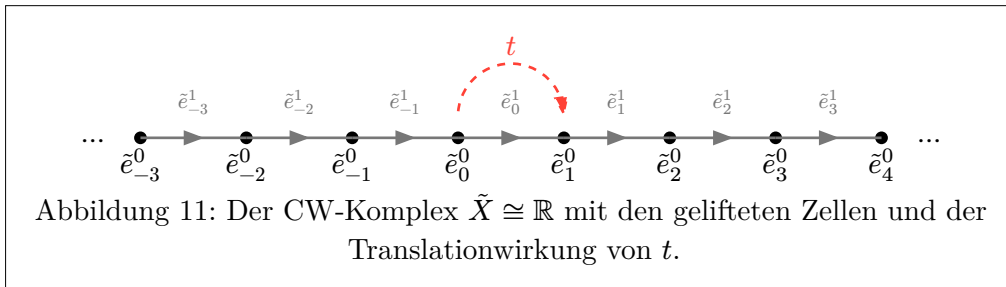 t
ẽ¹₋₃ ẽ¹₋₂ ẽ¹₋₁ ẽ¹₀ ẽ¹₁ ẽ¹₂ ẽ¹₃
... ...
ẽ⁰₋₃ ẽ⁰₋₂ ẽ⁰₋₁ ẽ⁰₀ ẽ⁰₁ ẽ⁰₂ ẽ⁰₃ ẽ⁰₄
Abbildung 11: Der CW-Komplex X̃ ≅ ℝ mit den gelifteten Zellen und der
Translationwirkung von t.